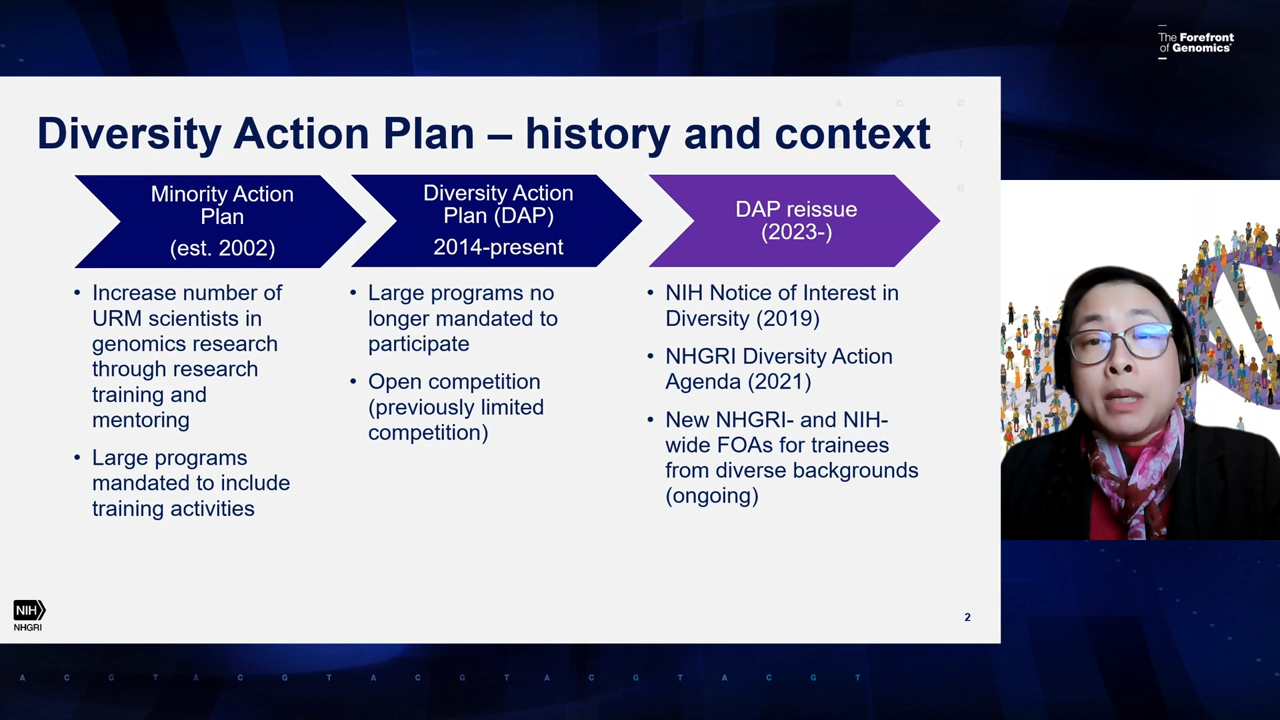 The Forefront
of Genomics®
Diversity Action Plan – history and context
Minority Action
Plan
(est. 2002)
Diversity Action
Plan (DAP)
2014-present
DAP reissue
(2023-)
• Increase number of
URM scientists in
genomics research
through research
training and
mentoring
• Large programs
mandated to include
training activities
• Large programs no
longer mandated to
participate
• Open competition
(previously limited
competition)
• NIH Notice of Interest in
Diversity (2019)
• NHGRI Diversity Action
Agenda (2021)
• New NHGRI- and NIH-
wide FOAs for trainees
from diverse backgrounds
(ongoing)
NIH
NHGRI
2
A C G T A C G T A C G T A C G T A C G T